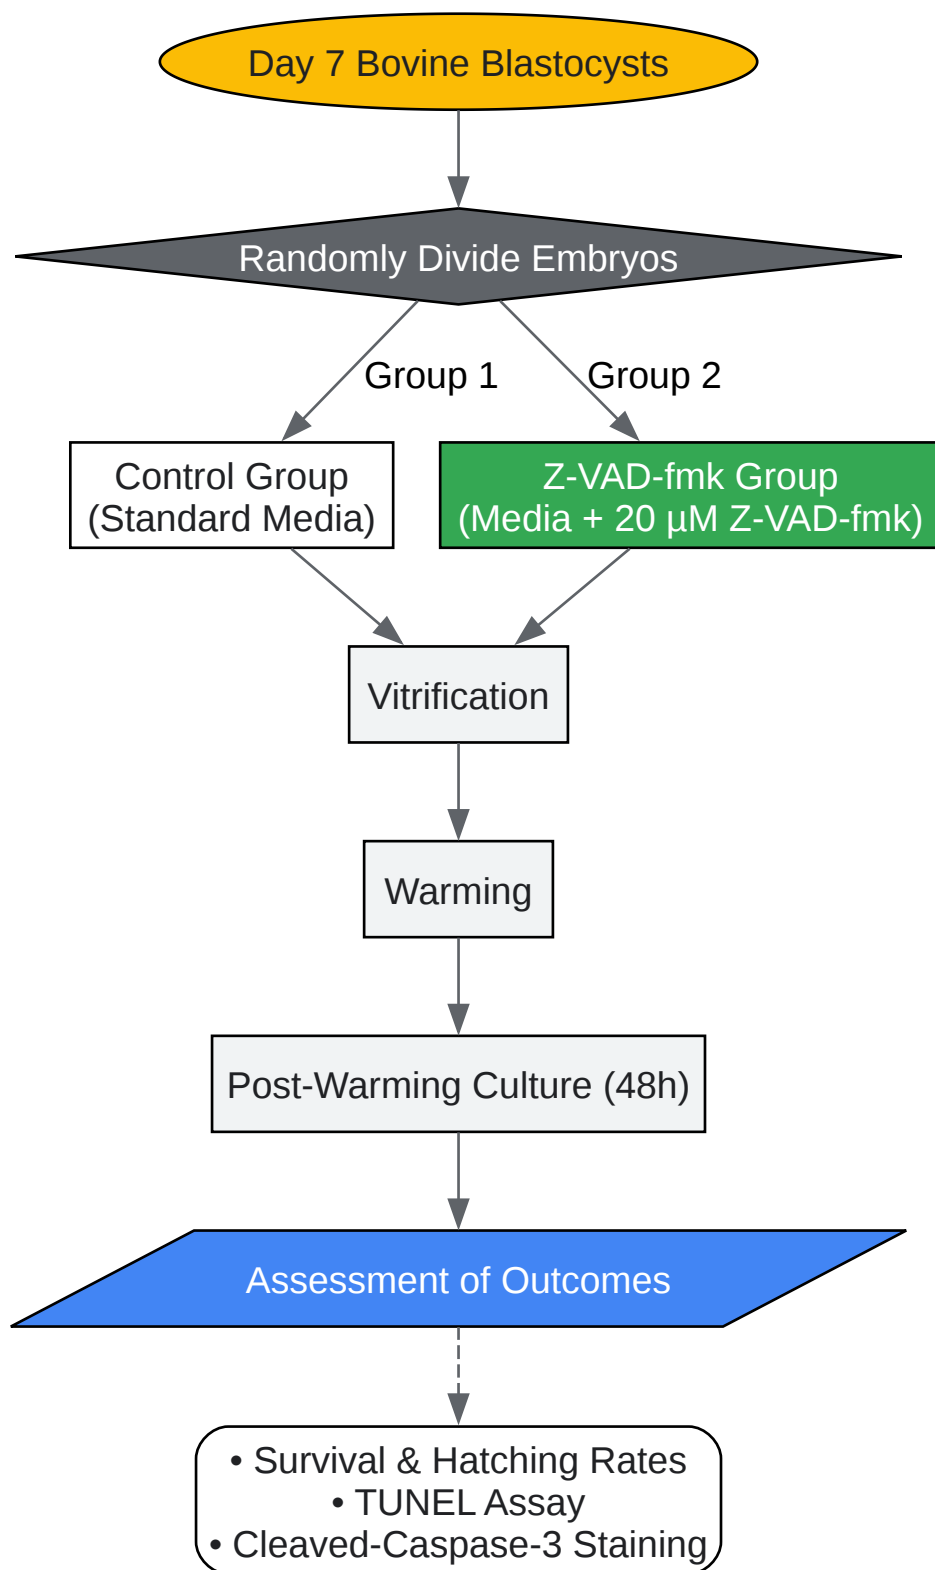 Day 7 Bovine Blastocysts
Randomly Divide Embryos
Group 1
Group 2
Control Group
(Standard Media)
Z-VAD-fmk Group
(Media + 20 µM Z-VAD-fmk)
Vitrification
Warming
Post-Warming Culture (48h)
Assessment of Outcomes
• Survival & Hatching Rates
• TUNEL Assay
• Cleaved-Caspase-3 Staining